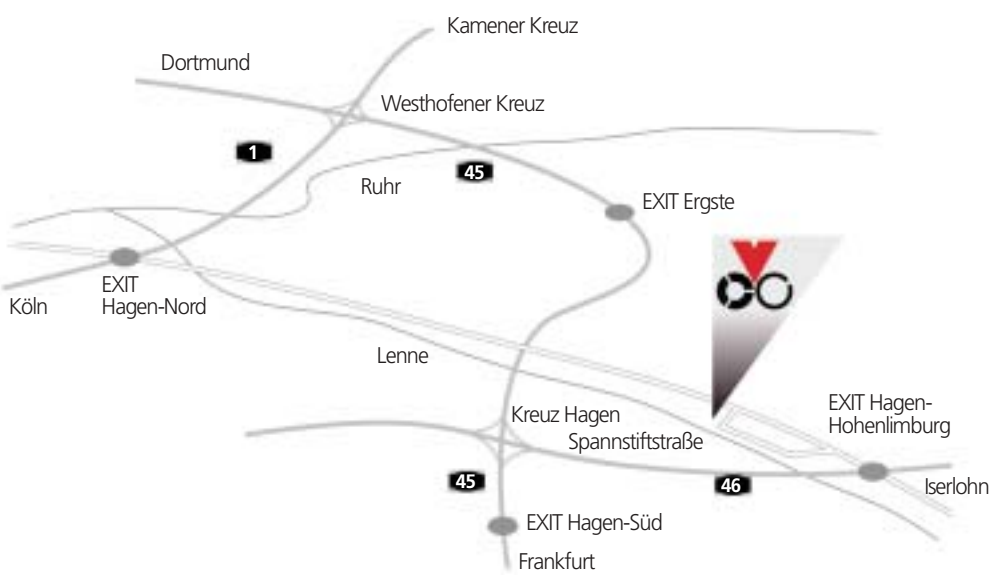 Kamener Kreuz
Dortmund
Westhofener Kreuz
1
45
Ruhr
EXIT Ergste
EXIT
Hagen-Nord
Köln
Lenne
Kreuz Hagen
Spannstiftstraße
EXIT Hagen-
Hohenlimburg
45
46
Iserlohn
EXIT Hagen-Süd
Frankfurt